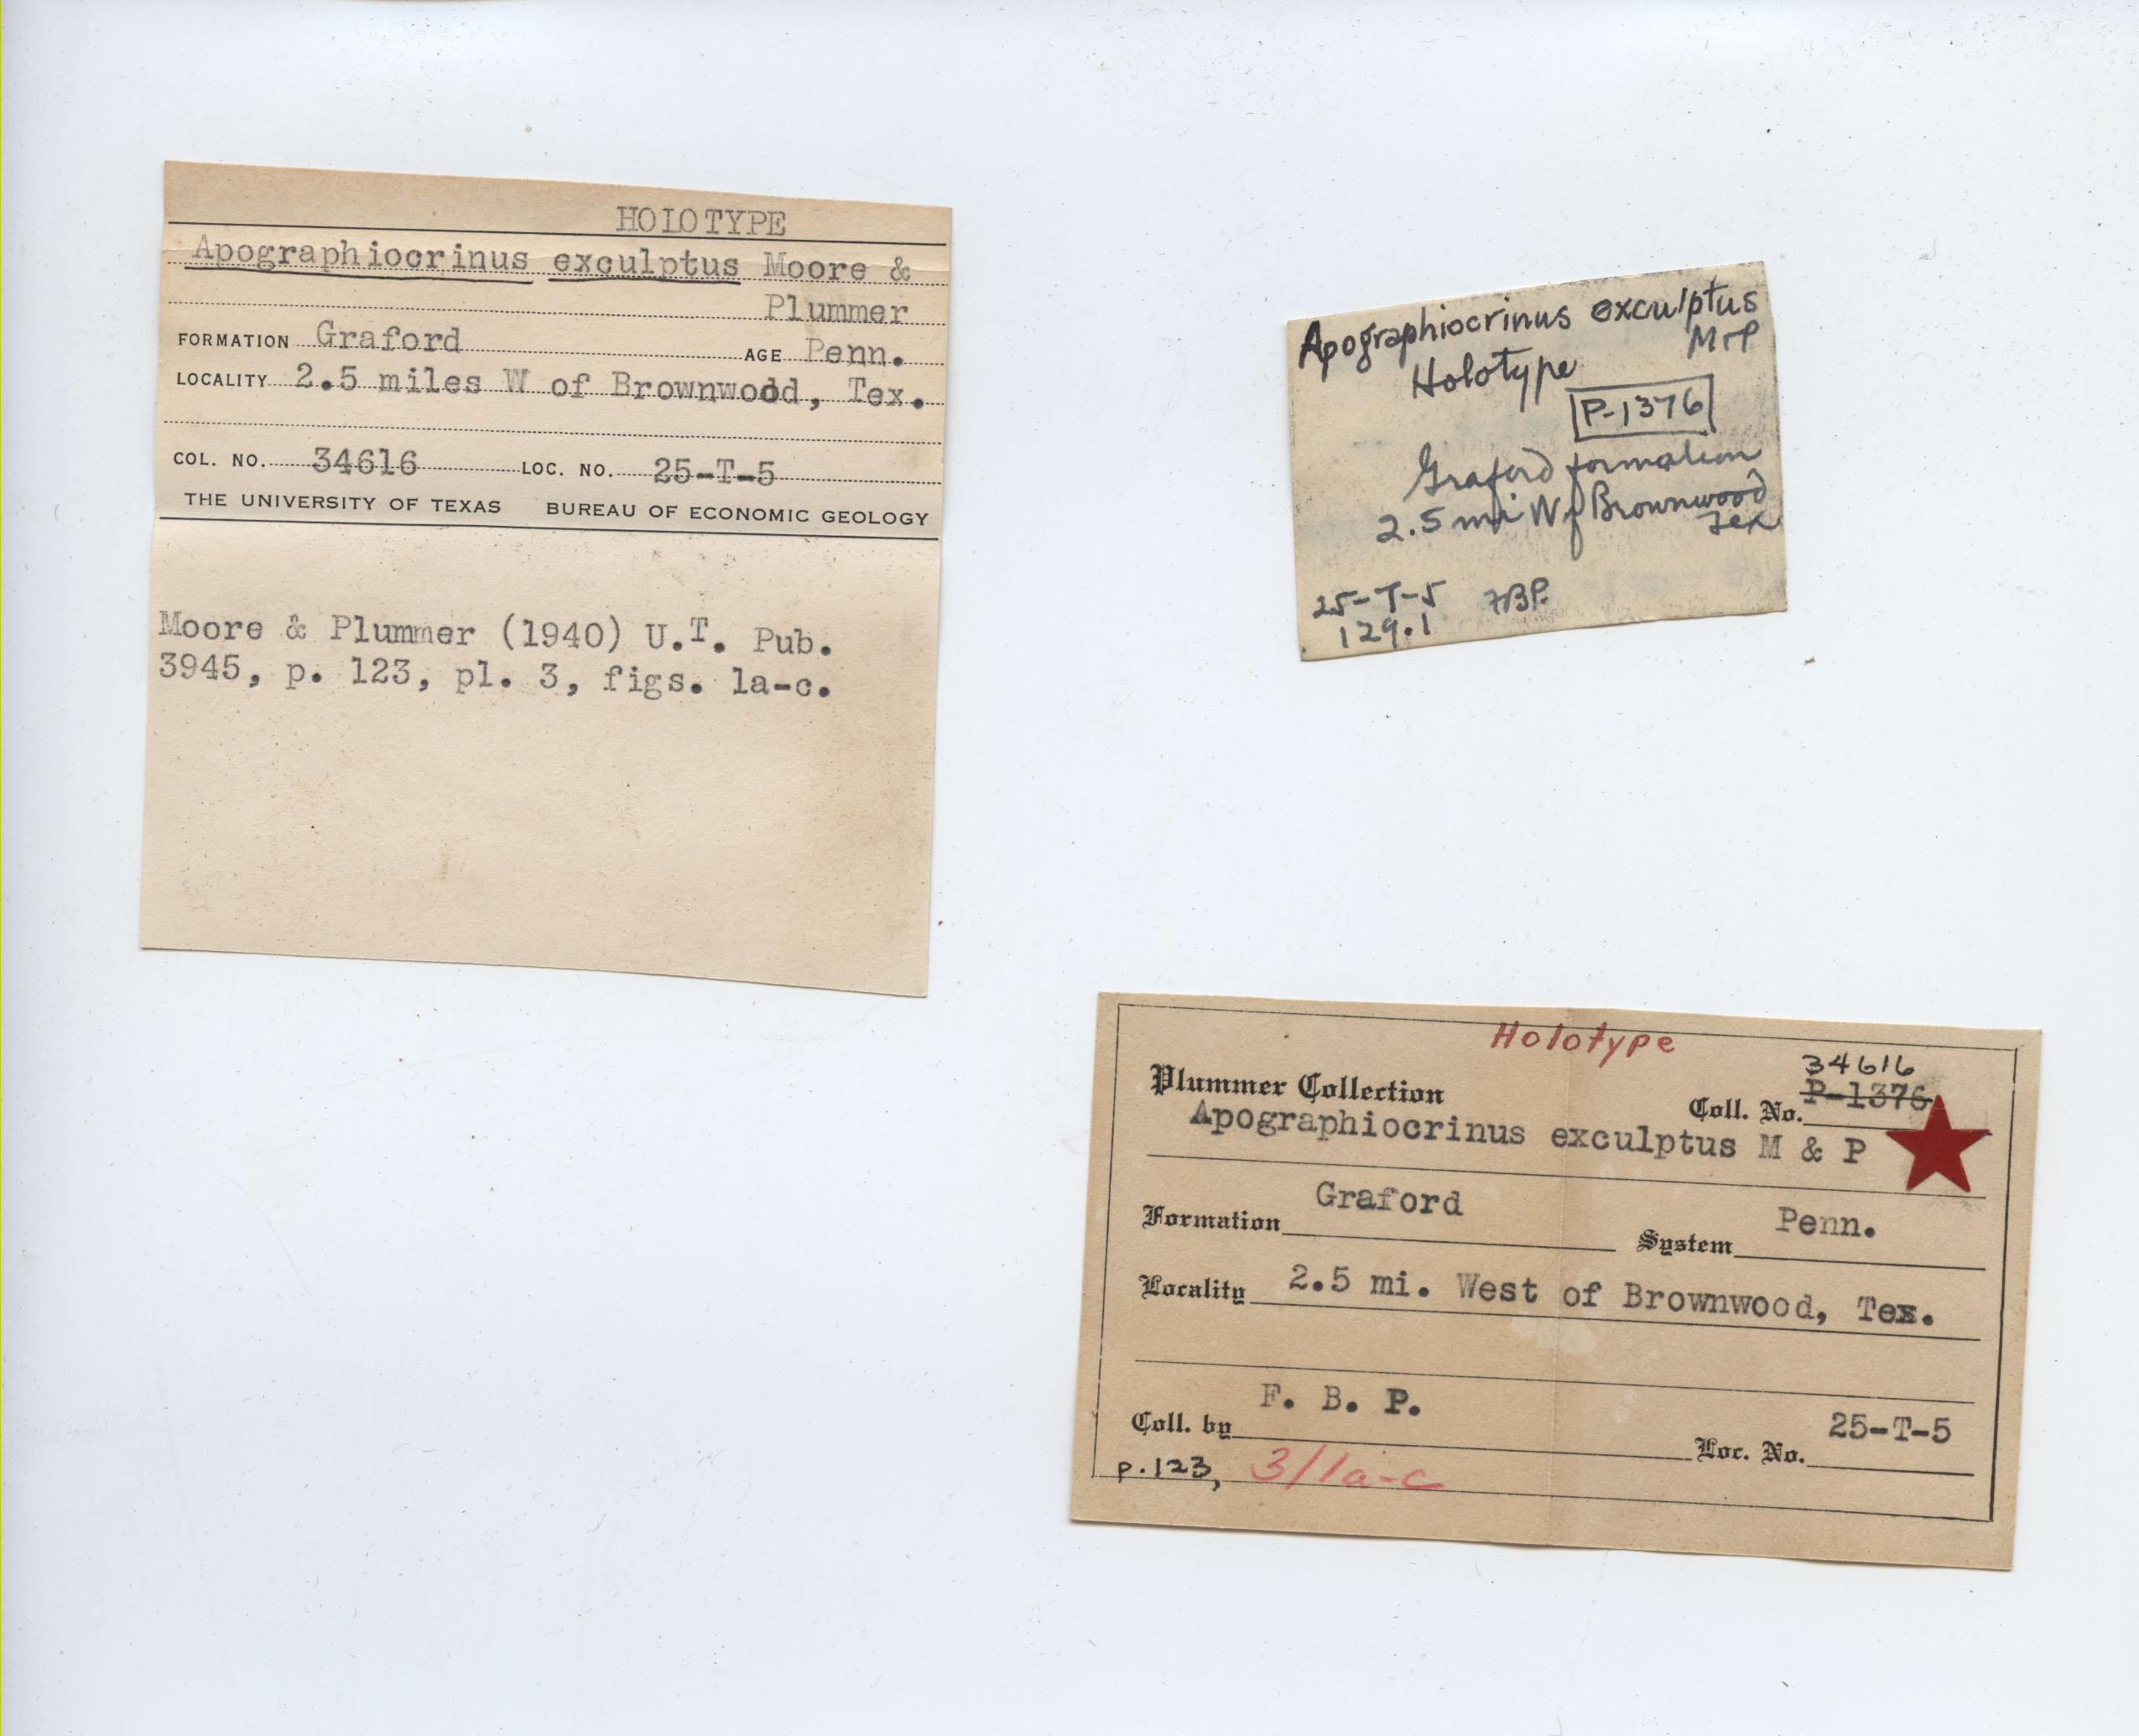 HOLOTYPE
Apographiocrinus exculptus Moore &
Plummer
FORMATION Graford AGE Penn.
LOCALITY 2.5 miles W of Brownwood, Tex.
COL. NO. 34616 LOC. NO. 25-T-5
THE UNIVERSITY OF TEXAS BUREAU OF ECONOMIC GEOLOGY
Moore & Plummer (1940) U.T. Pub.
3945, p. 123, pl. 3, figs. 1a-c.
Apographiocrinus exculptus
M+P
Holotype
P-1376
Graford formation
2.5 mi W of Brownwood
Tex
25-T-5 FBP.
129.1
Holotype
34616
Plummer Collection Coll. No. P-1376
Apographiocrinus exculptus M & P
Formation Graford System Penn.
Locality 2.5 mi. West of Brownwood, Tex.
Coll. by F. B. P. Loc. No. 25-T-5
p.123, 3/1a-c